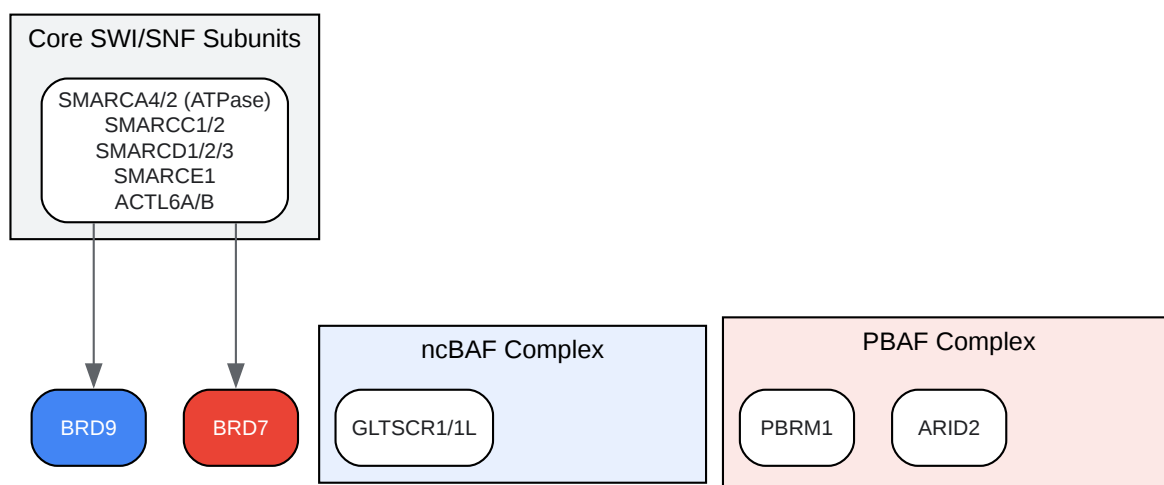 Core SWI/SNF Subunits
SMARCA4/2 (ATPase)
SMARCC1/2
SMARCD1/2/3
SMARCE1
ACTL6A/B
ncBAF Complex
PBAF Complex
BRD9
BRD7
GLTSCR1/1L
PBRM1
ARID2